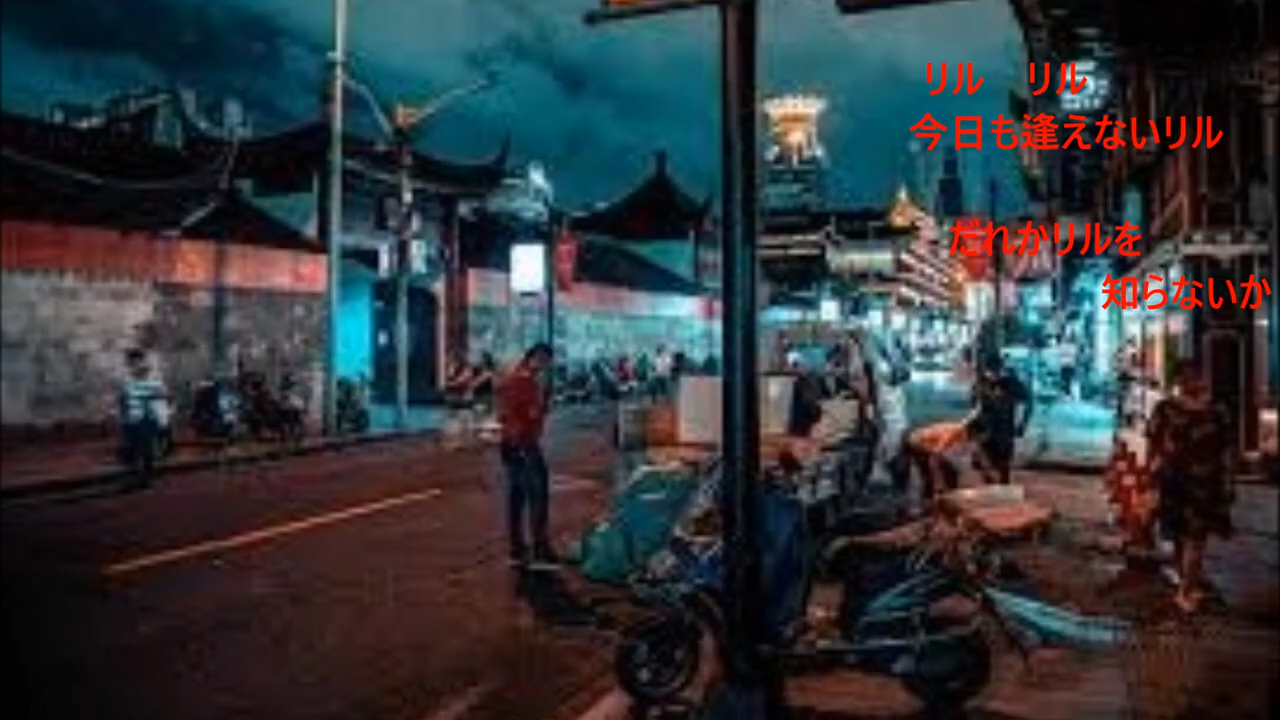 リル　リル
今日も逢えないリル
だれかリルを
知らないか